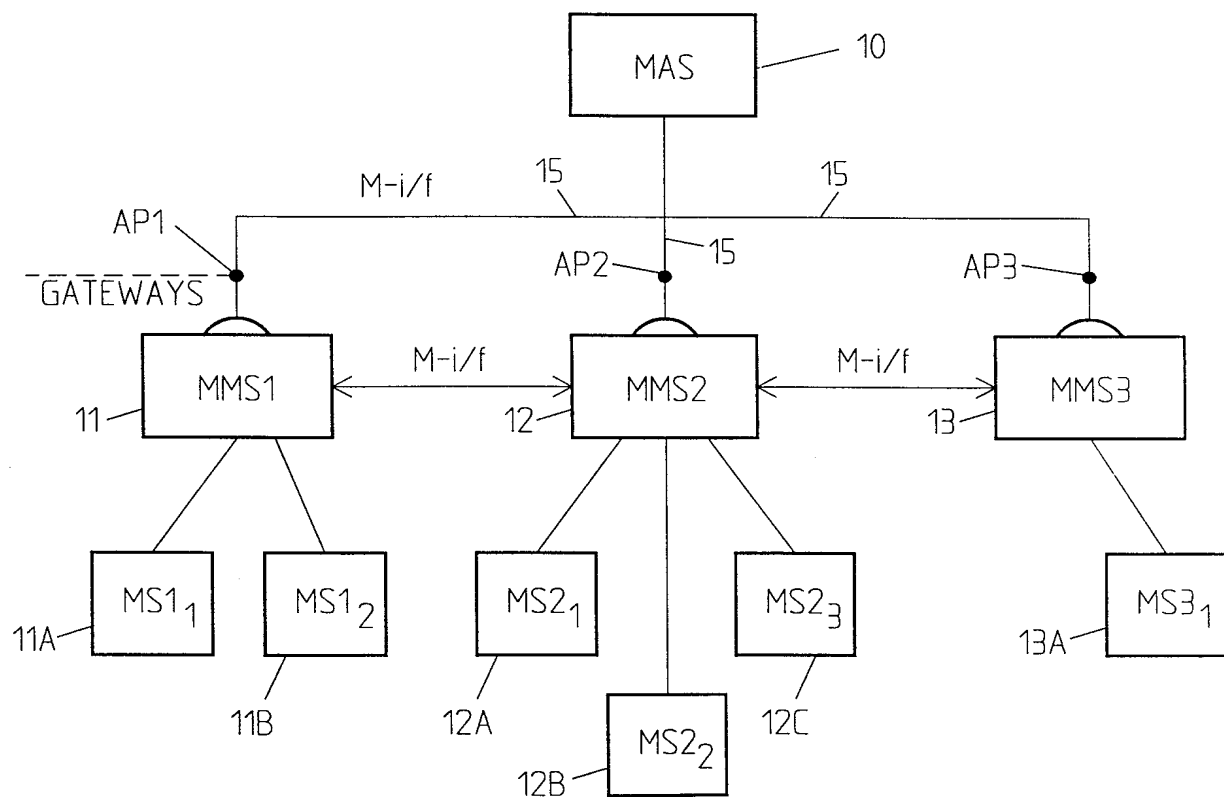 MAS
10
M-i/f
15
15
AP1
15
AP2
AP3
GATEWAYS
M-i/f
M-i/f
MMS1
MMS2
MMS3
11
12
13
MS1₁
MS1₂
MS2₁
MS2₃
MS3₁
11A
13A
11B
12A
12C
MS2₂
12B